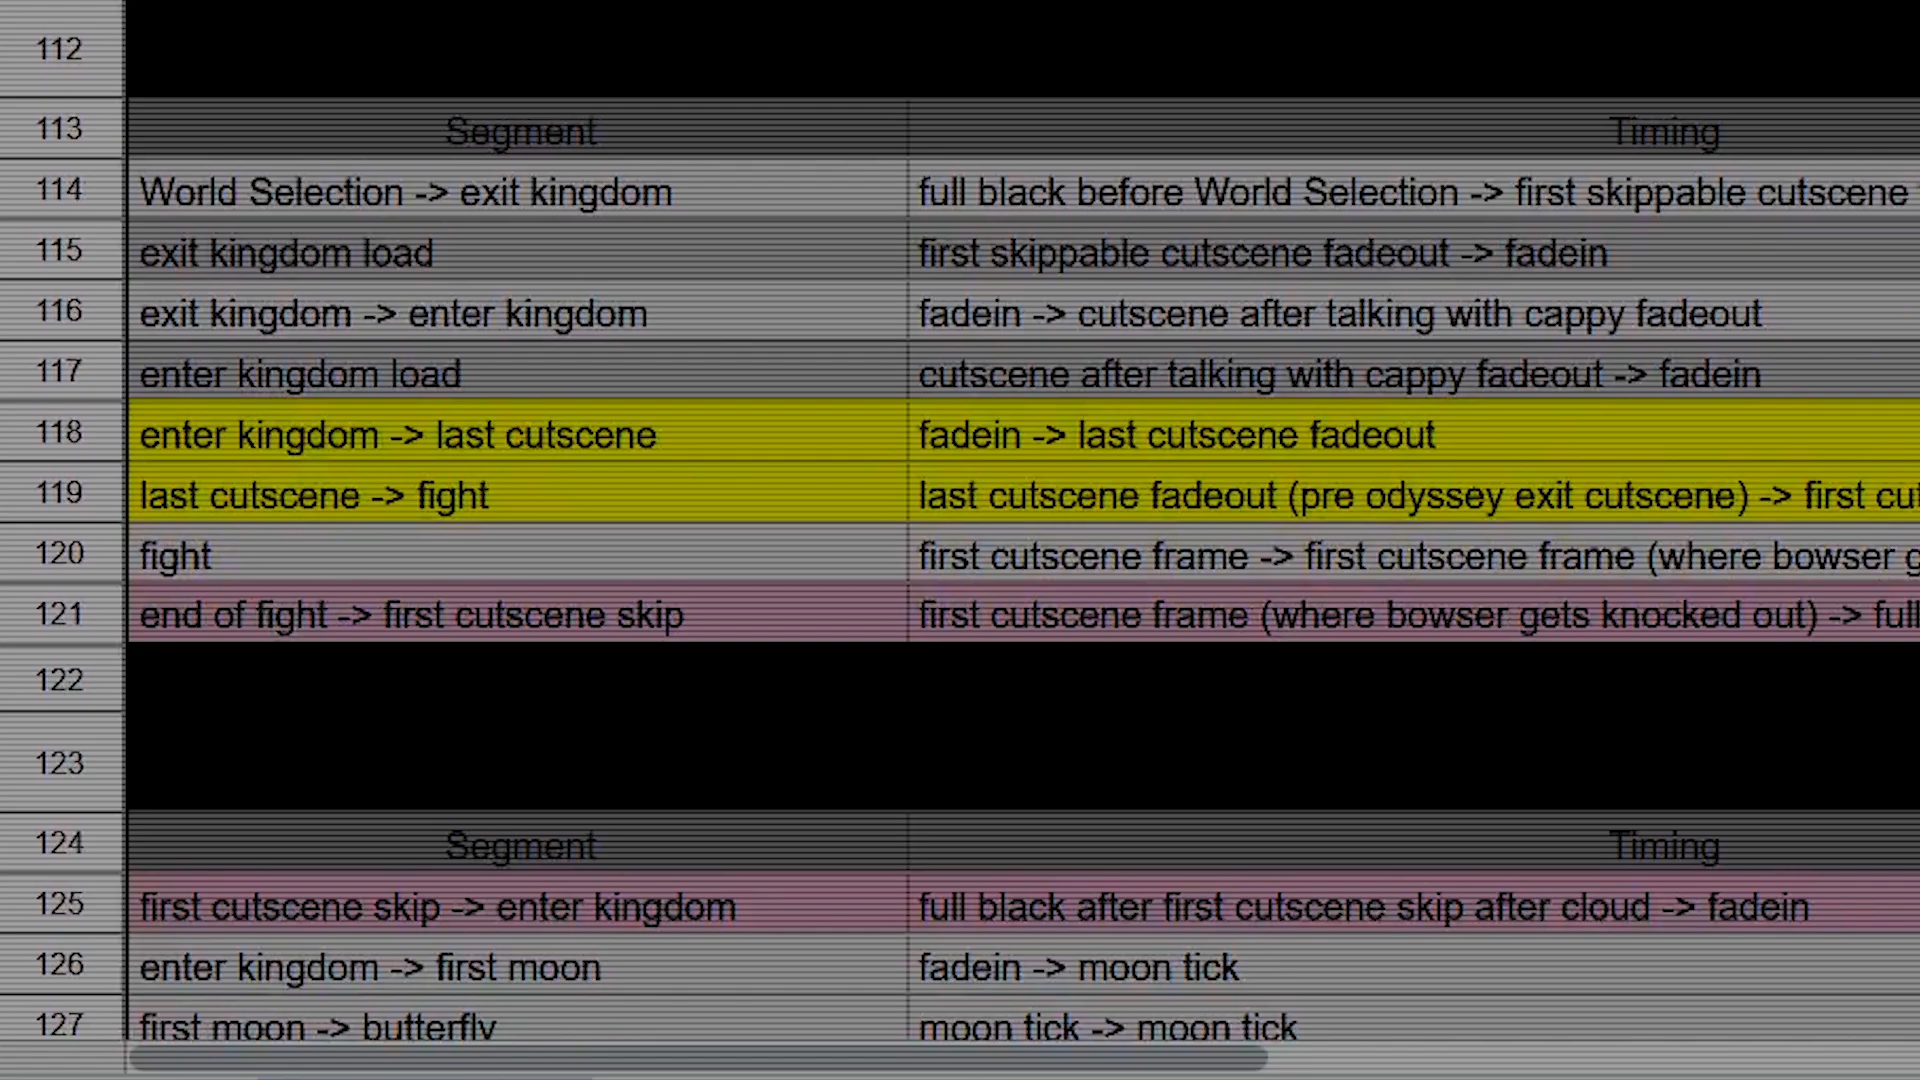 112
113 Segment Timing
114 World Selection -> exit kingdom full black before World Selection -> first skippable cutscene
115 exit kingdom load first skippable cutscene fadeout -> fadein
116 exit kingdom -> enter kingdom fadein -> cutscene after talking with cappy fadeout
117 enter kingdom load cutscene after talking with cappy fadeout -> fadein
118 enter kingdom -> last cutscene fadein -> last cutscene fadeout
119 last cutscene -> fight last cutscene fadeout (pre odyssey exit cutscene) -> first cut
120 fight first cutscene frame -> first cutscene frame (where bowser g
121 end of fight -> first cutscene skip first cutscene frame (where bowser gets knocked out) -> full
122
123
124 Segment Timing
125 first cutscene skip -> enter kingdom full black after first cutscene skip after cloud -> fadein
126 enter kingdom -> first moon fadein -> moon tick
127 first moon -> butterfly moon tick -> moon tick